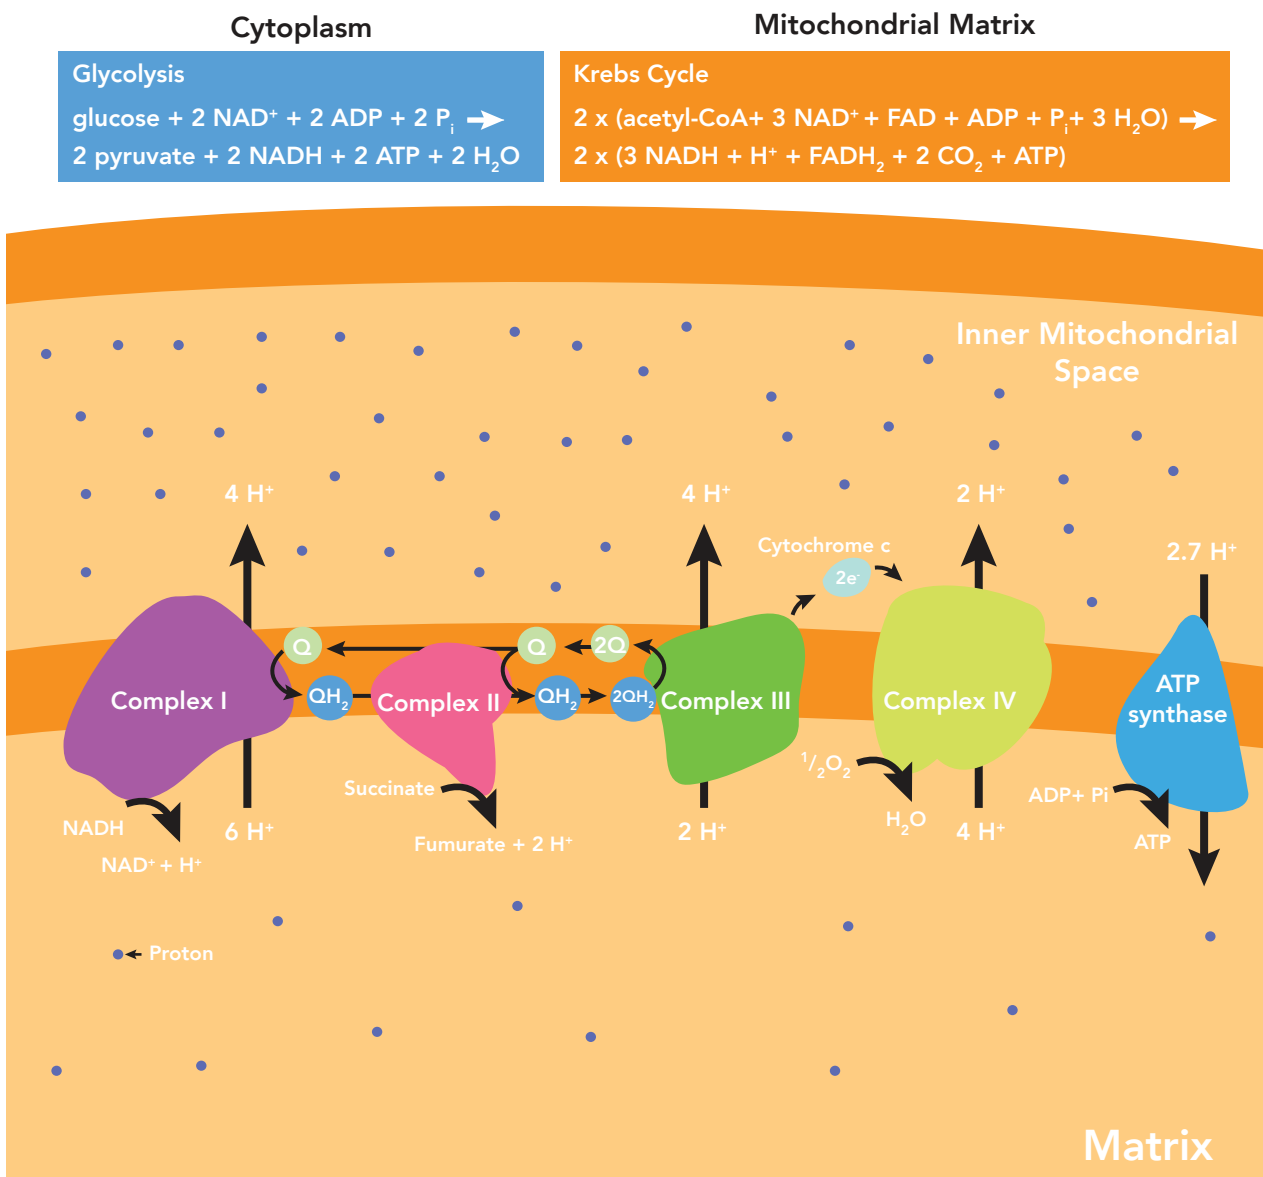 Cytoplasm
Mitochondrial Matrix
Glycolysis
glucose + 2 NAD⁺ + 2 ADP + 2 Pᵢ
2 pyruvate + 2 NADH + 2 ATP + 2 H₂O
Krebs Cycle
2 x (acetyl-CoA+ 3 NAD⁺ + FAD + ADP + Pᵢ+ 3 H₂O)
2 x (3 NADH + H⁺ + FADH₂ + 2 CO₂ + ATP)
Inner Mitochondrial
Space
4 H⁺
4 H⁺
2 H⁺
Cytochrome c
2e⁻
2.7 H⁺
Q
Q
2Q
QH₂
QH₂
2QH₂
Complex I
Complex II
Complex III
Complex IV
ATP
synthase
Succinate
¹/₂O₂
ADP+ Pi
NADH
6 H⁺
Fumurate + 2 H⁺
2 H⁺
H₂O
4 H⁺
ATP
NAD⁺ + H⁺
Proton
Matrix